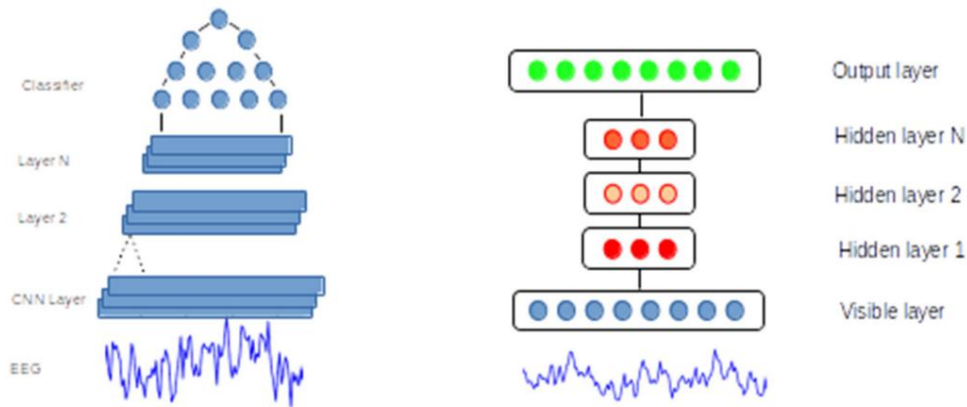 Classifier
Layer N
Layer 2
CNN Layer
EEG
Output layer
Hidden layer N
Hidden layer 2
Hidden layer 1
Visible layer